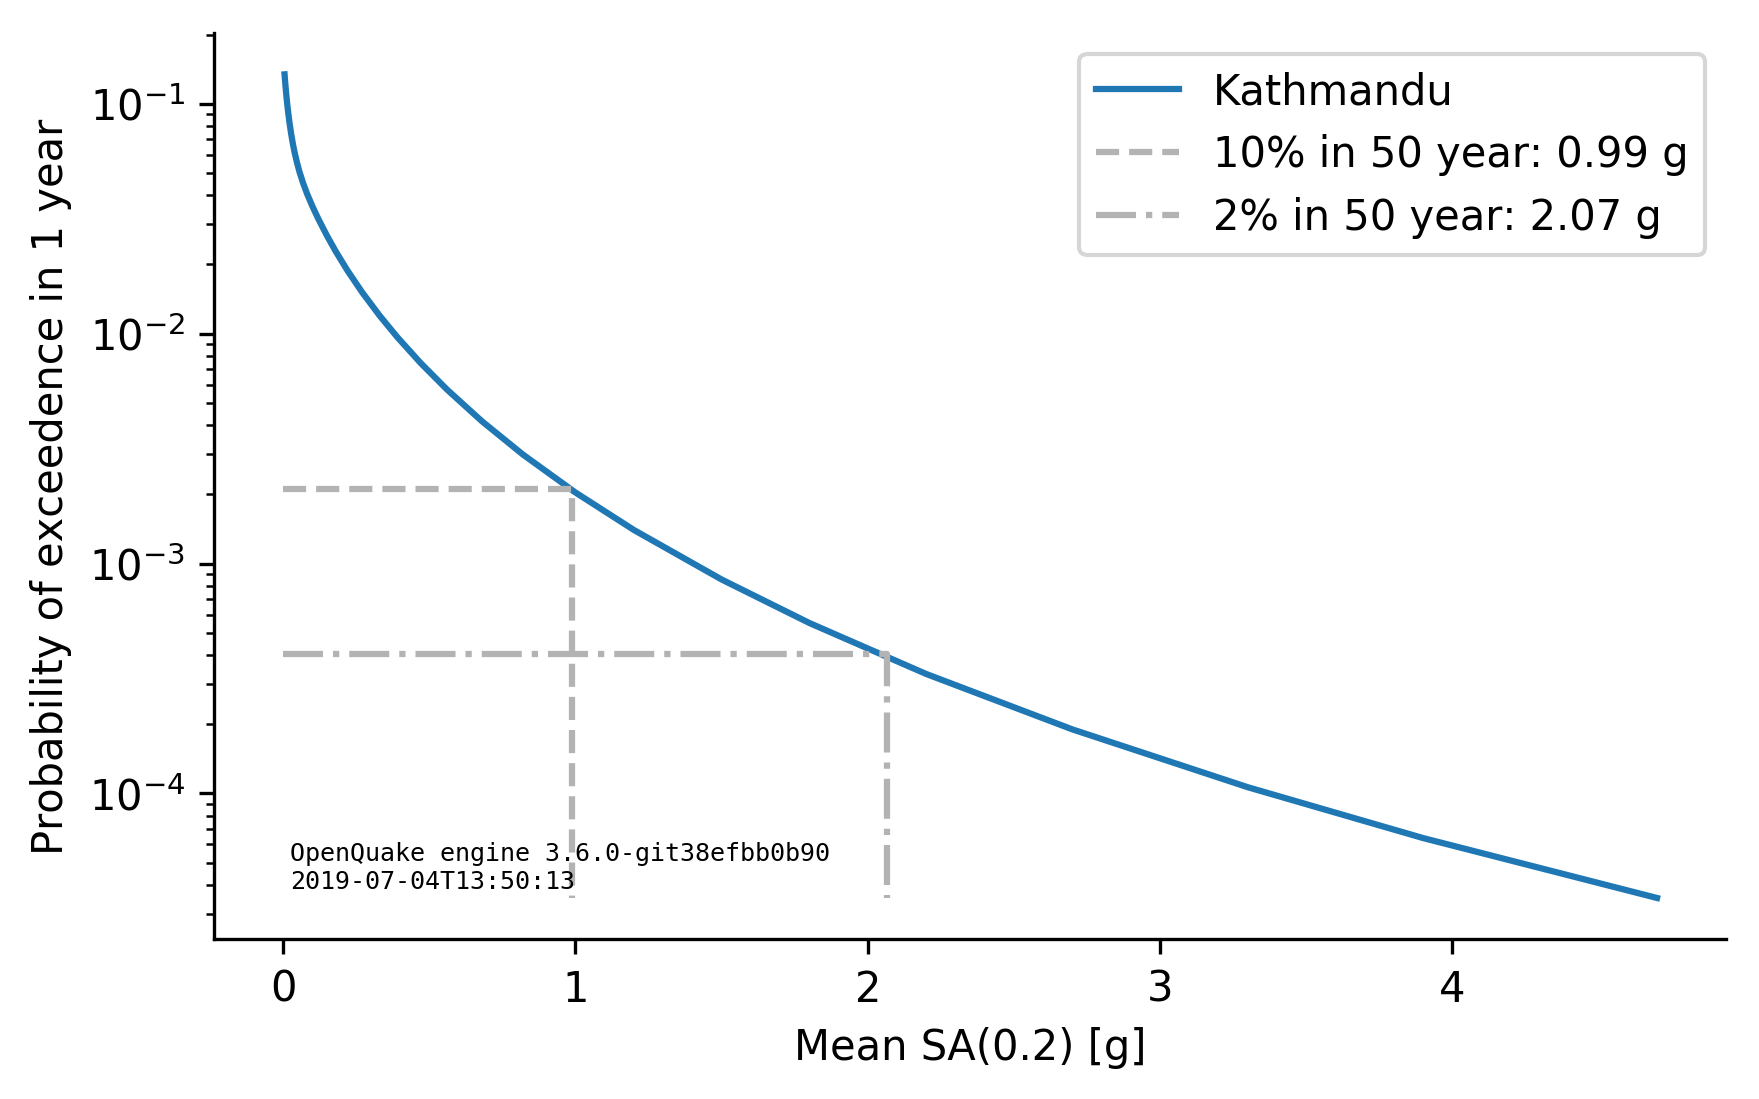 Probability of exceedence in 1 year
10⁻¹
10⁻²
10⁻³
10⁻⁴
Kathmandu
10% in 50 year: 0.99 g
2% in 50 year: 2.07 g
OpenQuake engine 3.6.0-git38efbb0b90
2019-07-04T13:50:13
0 1 2 3 4
Mean SA(0.2) [g]